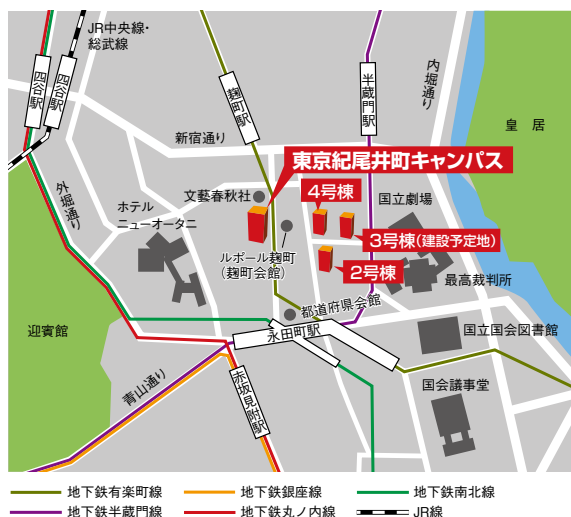 JR中央線・
総武線
四谷駅
四谷駅
麹町駅
半蔵門駅
内堀通り
皇 居
新宿通り
東京紀尾井町キャンパス
外堀通り
文藝春秋社
4号棟
国立劇場
ホテル
ニューオータニ
3号棟(建設予定地)
ルポール麹町
(麹町会館)
2号棟
最高裁判所
都道府県会館
迎賓館
永田町駅
国立国会図書館
青山通り
赤坂見附駅
国会議事堂
地下鉄有楽町線
地下鉄銀座線
地下鉄南北線
地下鉄半蔵門線
地下鉄丸ノ内線
JR線